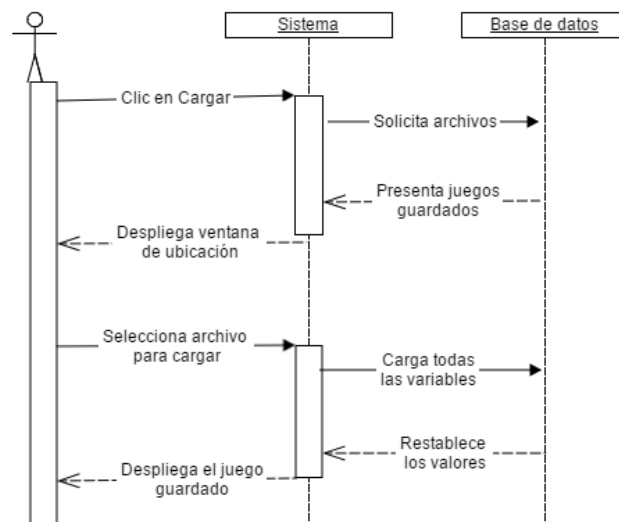 Sistema
Base de datos
Clic en Cargar
Solicita archivos
Presenta juegos
guardados
Despliega ventana
de ubicación
Selecciona archivo
para cargar
Carga todas
las variables
Restablece
los valores
Despliega el juego
guardado